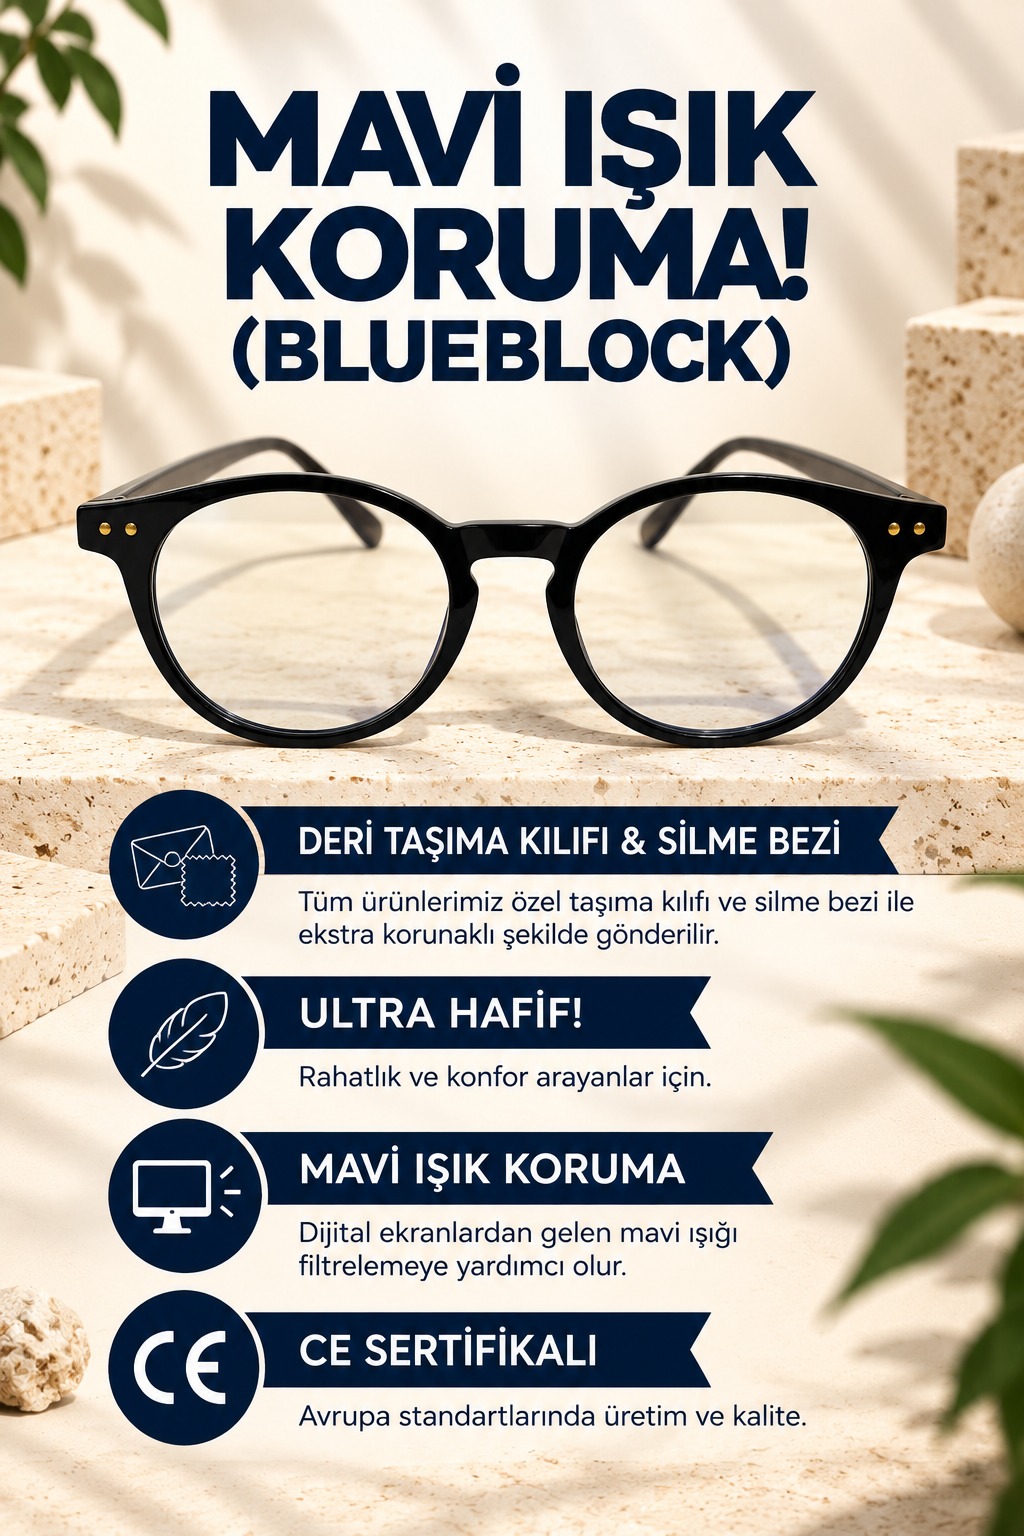 MAVİ IŞIK
KORUMA!
(BLUEBLOCK)
DERİ TAŞIMA KILIFI & SİLME BEZİ
Tüm ürünlerimiz özel taşıma kılıfı ve silme bezi ile
ekstra korunaklı şekilde gönderilir.
ULTRA HAFİF!
Rahatlık ve konfor arayanlar için.
MAVİ IŞIK KORUMA
Dijital ekranlardan gelen mavi ışığı
filtrelemeye yardımcı olur.
CE
CE SERTİFİKALI
Avrupa standartlarında üretim ve kalite.